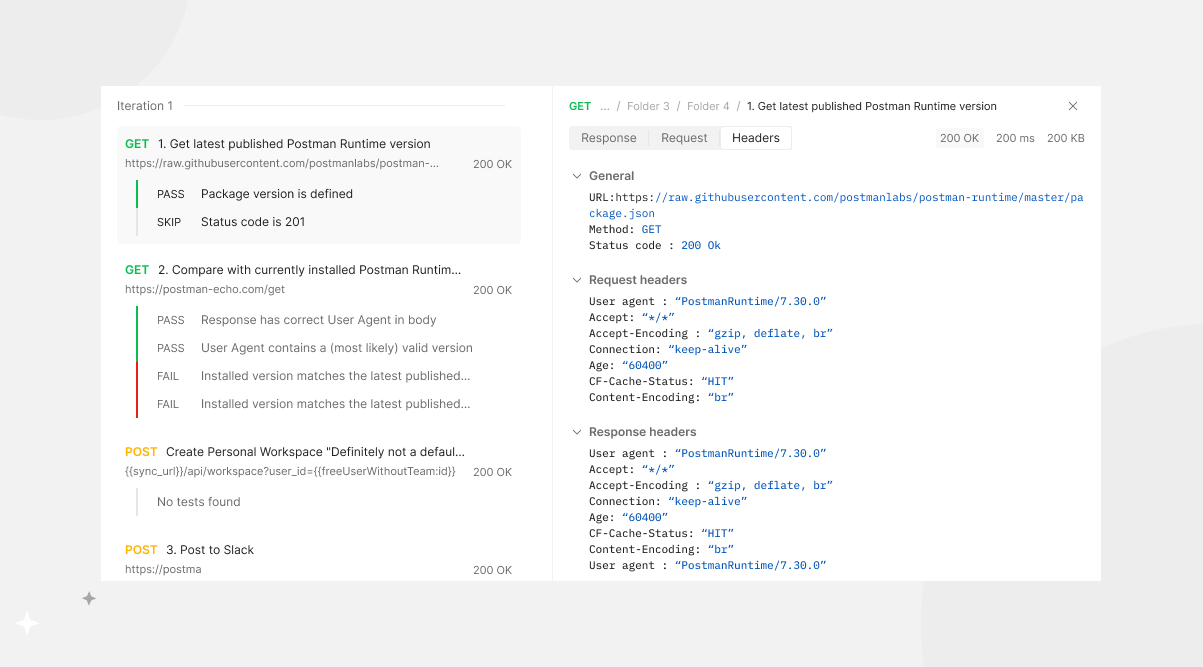 Iteration 1
GET 1. Get latest published Postman Runtime version
https://raw.githubusercontent.com/postmanlabs/postman-... 200 OK
PASS Package version is defined
SKIP Status code is 201
GET 2. Compare with currently installed Postman Runtim...
https://postman-echo.com/get 200 OK
PASS Response has correct User Agent in body
PASS User Agent contains a (most likely) valid version
FAIL Installed version matches the latest published...
FAIL Installed version matches the latest published...
POST Create Personal Workspace "Definitely not a defaul...
{{sync_url}}/api/workspace?user_id={{freeUserWithoutTeam:id}} 200 OK
No tests found
POST 3. Post to Slack
https://postma 200 OK
GET ... / Folder 3 / Folder 4 / 1. Get latest published Postman Runtime version
Response Request Headers 200 OK 200 ms 200 KB
General
URL:https://raw.githubusercontent.com/postmanlabs/postman-runtime/master/pa
ckage.json
Method: GET
Status code : 200 Ok
Request headers
User agent : “PostmanRuntime/7.30.0”
Accept: “*/*”
Accept-Encoding : “gzip, deflate, br”
Connection: “keep-alive”
Age: “60400”
CF-Cache-Status: “HIT”
Content-Encoding: “br”
Response headers
User agent : “PostmanRuntime/7.30.0”
Accept: “*/*”
Accept-Encoding : “gzip, deflate, br”
Connection: “keep-alive”
Age: “60400”
CF-Cache-Status: “HIT”
Content-Encoding: “br”
User agent : “PostmanRuntime/7.30.0”